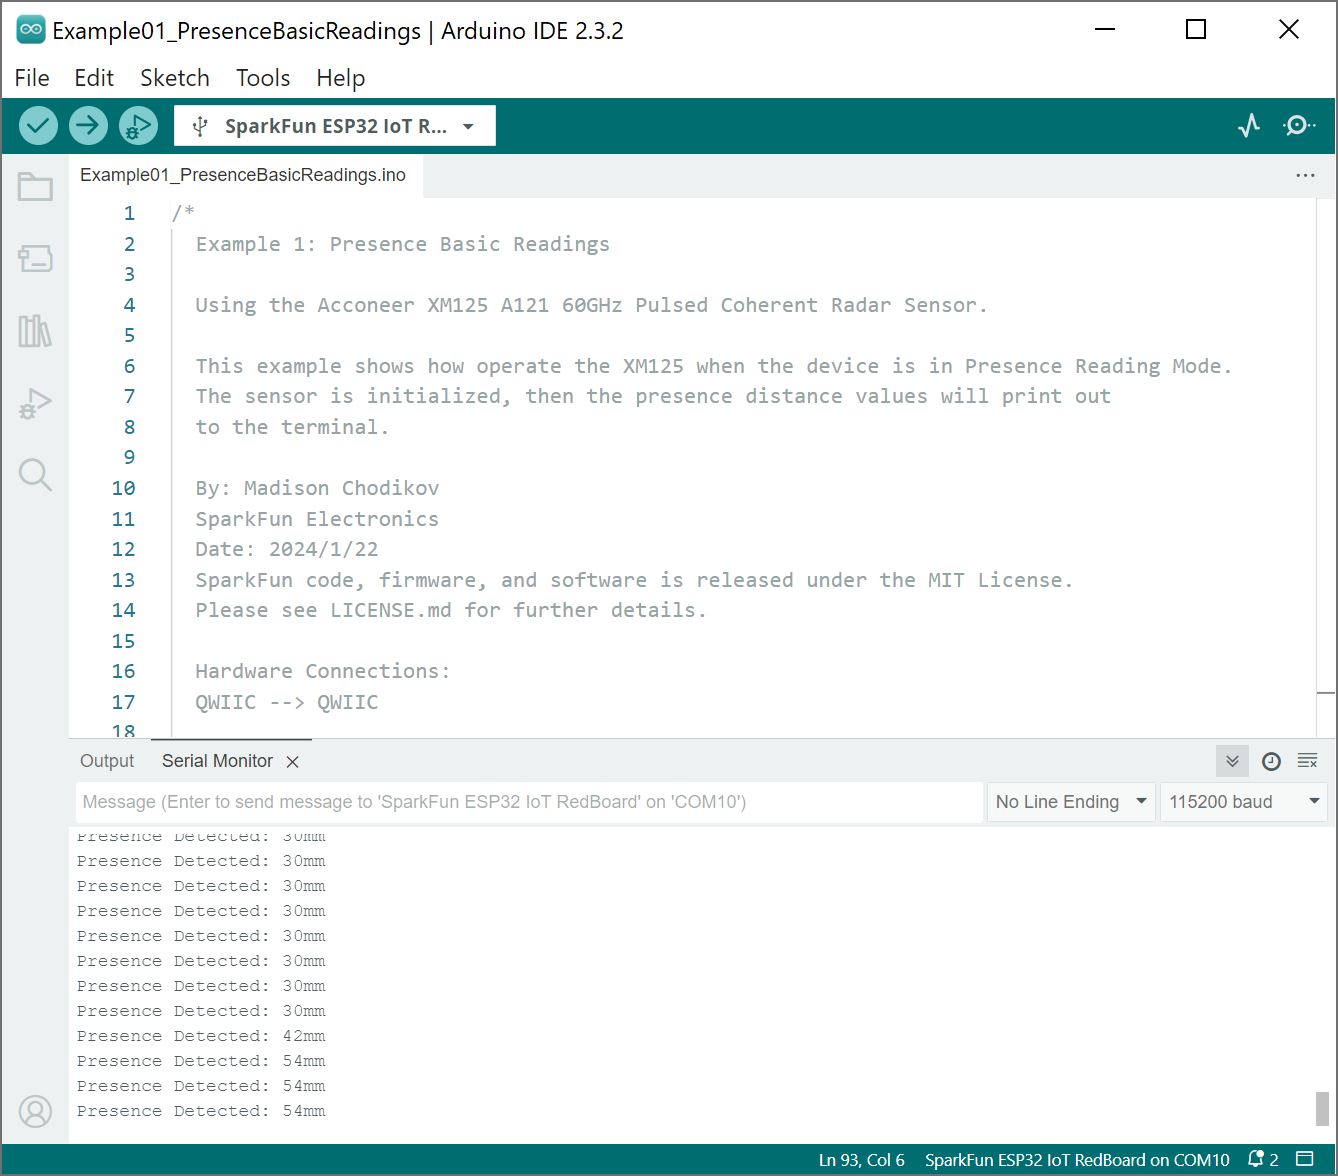 Example01_PresenceBasicReadings | Arduino IDE 2.3.2
File Edit Sketch Tools Help
SparkFun ESP32 IoT R...
Example01_PresenceBasicReadings.ino
1 /*
2 Example 1: Presence Basic Readings
3
4 Using the Acconeer XM125 A121 60GHz Pulsed Coherent Radar Sensor.
5
6 This example shows how operate the XM125 when the device is in Presence Reading Mode.
7 The sensor is initialized, then the presence distance values will print out
8 to the terminal.
9
10 By: Madison Chodikov
11 SparkFun Electronics
12 Date: 2024/1/22
13 SparkFun code, firmware, and software is released under the MIT License.
14 Please see LICENSE.md for further details.
15
16 Hardware Connections:
17 QWIIC --> QWIIC
18
Output Serial Monitor
Message (Enter to send message to 'SparkFun ESP32 IoT RedBoard' on 'COM10') No Line Ending 115200 baud
Presence Detected: 30mm
Presence Detected: 30mm
Presence Detected: 30mm
Presence Detected: 30mm
Presence Detected: 30mm
Presence Detected: 30mm
Presence Detected: 30mm
Presence Detected: 30mm
Presence Detected: 42mm
Presence Detected: 54mm
Presence Detected: 54mm
Presence Detected: 54mm
Ln 93, Col 6 SparkFun ESP32 IoT RedBoard on COM10 2